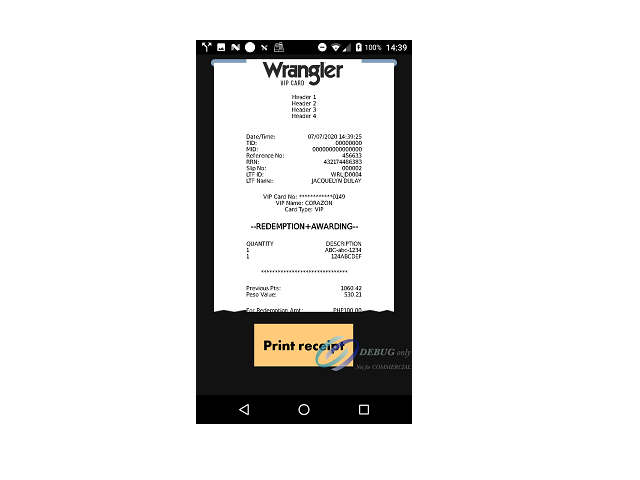 100% 14:39
Wrangler
VIP CARD
Header 1
Header 2
Header 3
Header 4
Date/Time: 07/07/2020 14:39:25
TID: 00000000
MID: 000000000000000
Reference No: 456633
RRN: 432174486383
Slip No: 000002
LTF ID: WRLJD0004
LTF Name: JACQUELYN DULAY
VIP Card No: ************0149
VIP Name: CORAZON
Card Type: VIP
--REDEMPTION+AWARDING--
QUANTITY DESCRIPTION
1 ABC-abc-1234
1 124ABCDEF
******************************
Previous Pts: 1060.42
Peso Value: 530.21
For Redemption Amt: PHP100.00
Print receipt
DEBUG only
Not for COMMERCIAL